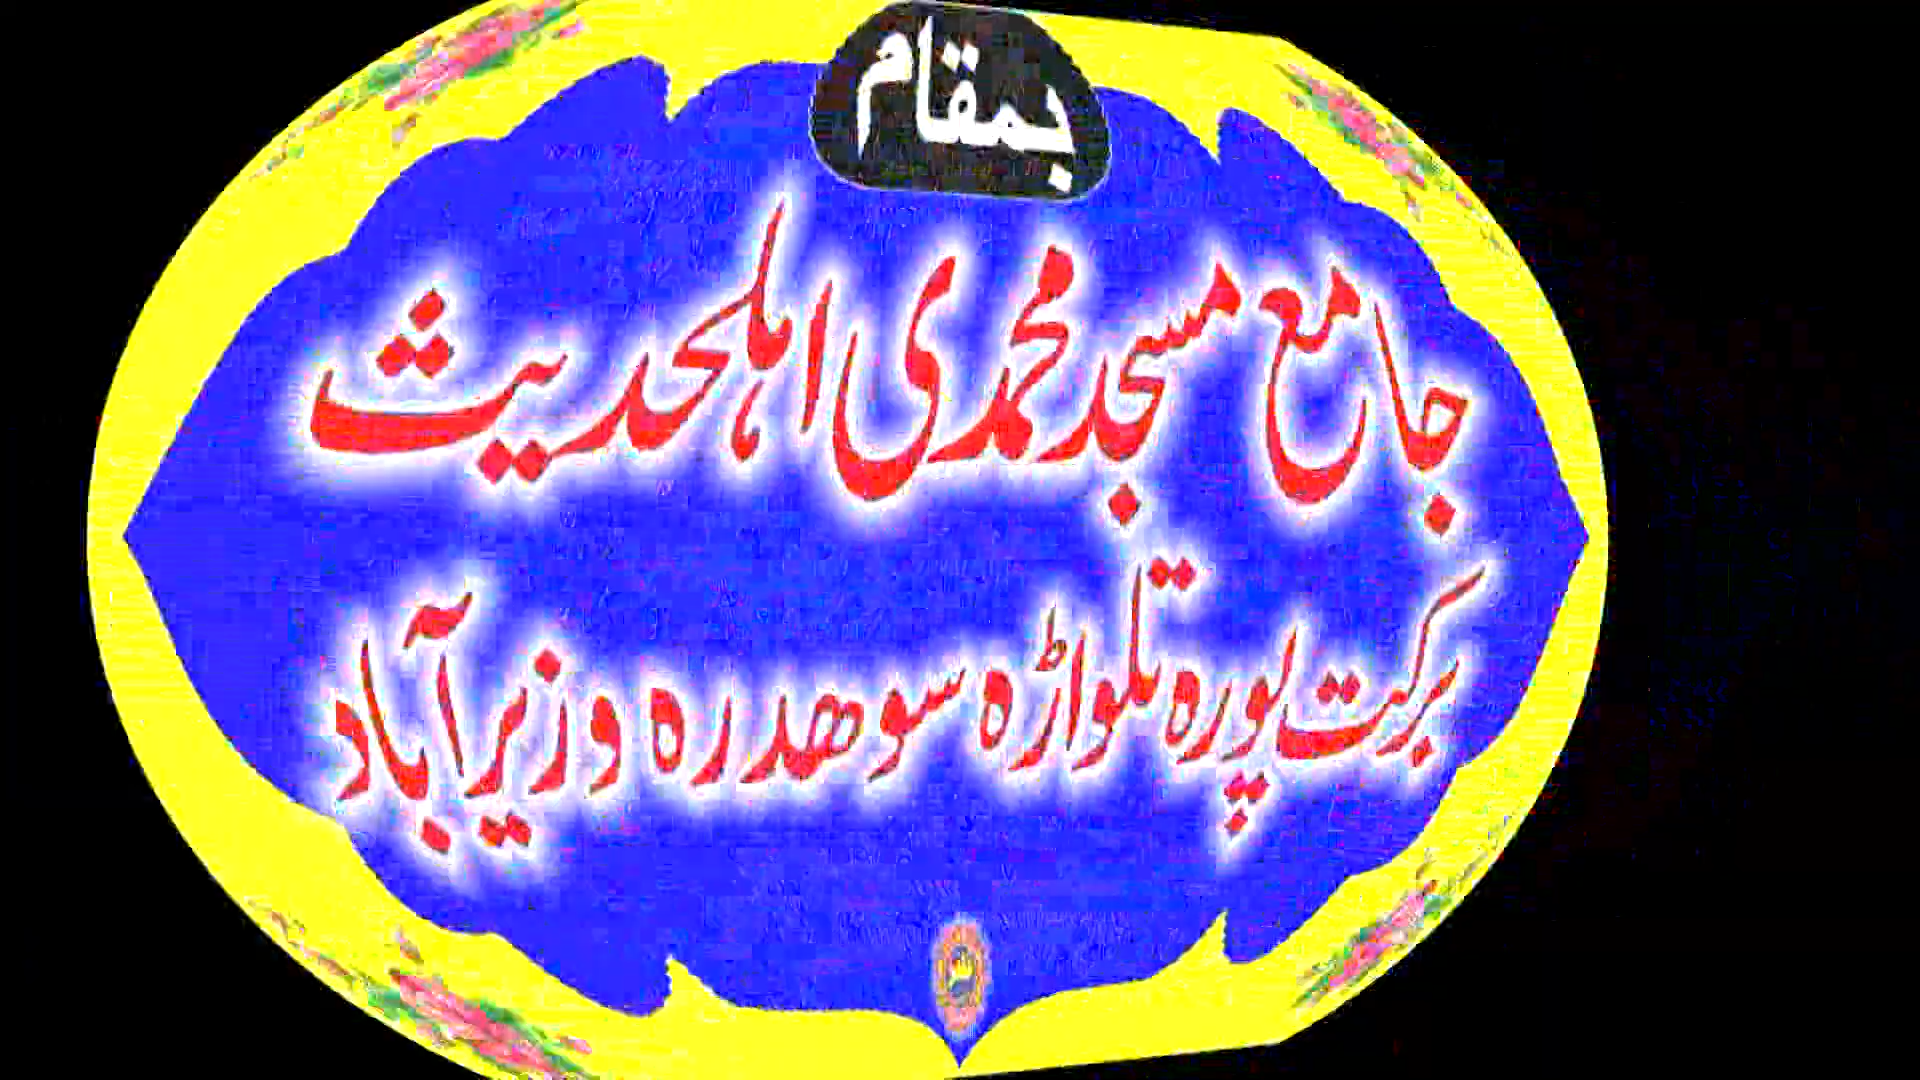 بمقام
جامع مسجد محمدی اہلحدیث
برکت پورہ تلواڑہ سوھدرہ وزیرآباد